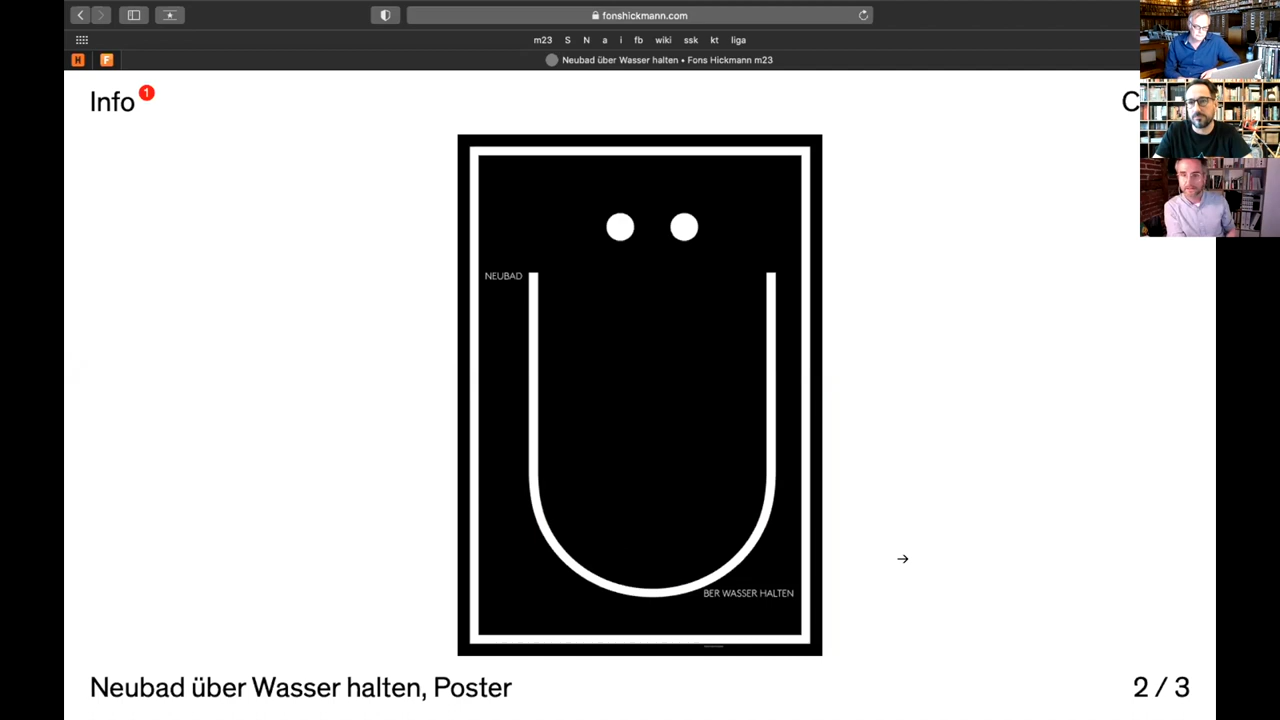 fonshickmann.com
m23 S N a i fb wiki ssk kt liga
H F Neubad über Wasser halten • Fons Hickmann m23
Info 1
C
NEUBAD
Ü
BER WASSER HALTEN
Neubad über Wasser halten, Poster
2 / 3